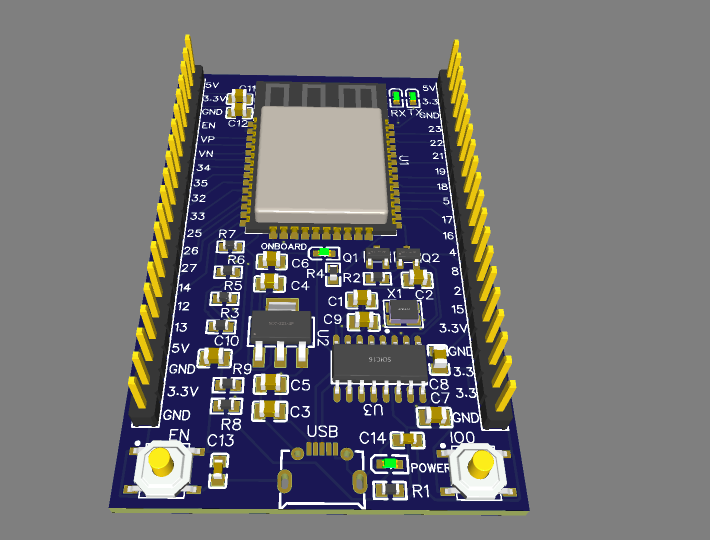 5V
3.3V
GND
EN
VP
VN
34
35
32
33
25
26
27
14
12
13
5V
GND
3.3V
GND
EN
C11
C12
RX TX
5V
3.3
GND
23
22
21
19
18
5
17
16
4
8
2
15
3.3V
GND
3.3
3.3
GND
IO0
U1
ONBOARD
R7
R6
R5
R3
C10
R9
R8
C13
C6
C4
U2
C5
C3
R4
R2
Q1
Q2
C1
C2
C9
X1
SOIC16
U3
C8
C7
USB
C14
POWER
R1